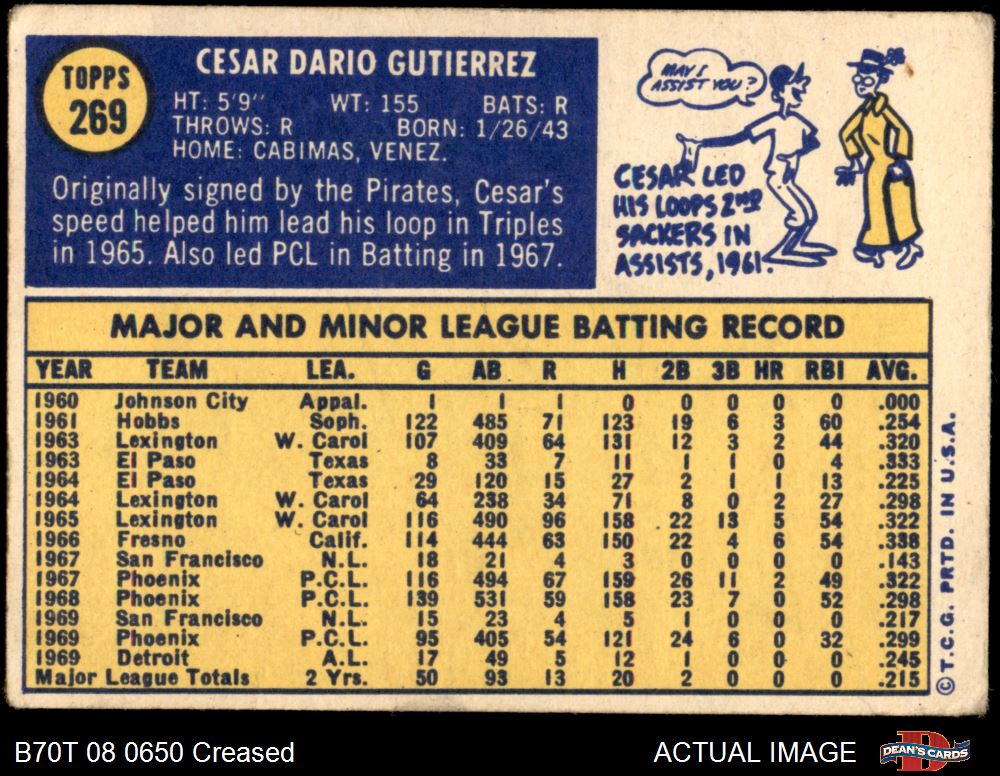 TOPPS
269
CESAR DARIO GUTIERREZ
HT: 5'9" WT: 155 BATS: R
THROWS: R BORN: 1/26/43
HOME: CABIMAS, VENEZ.
Originally signed by the Pirates, Cesar's
speed helped him lead his loop in Triples
in 1965. Also led PCL in Batting in 1967.
MAY I
ASSIST YOU?
CESAR LED
HIS LOOPS 2ND
SACKERS IN
ASSISTS, 1961.
MAJOR AND MINOR LEAGUE BATTING RECORD
YEAR TEAM LEA. G AB R H 2B 3B HR RBI AVG.
1960 Johnson City Appal. 1 1 1 0 0 0 0 0 .000
1961 Hobbs Soph. 122 485 71 123 19 6 3 60 .254
1963 Lexington W. Carol 107 409 64 131 12 3 2 44 .320
1963 El Paso Texas 8 33 7 11 1 1 0 4 .333
1964 El Paso Texas 29 120 15 27 2 1 1 13 .225
1964 Lexington W. Carol 64 238 34 71 8 0 2 27 .298
1965 Lexington W. Carol 116 490 96 158 22 13 5 54 .322
1966 Fresno Calif. 114 444 63 150 22 4 6 54 .338
1967 San Francisco N.L. 18 21 4 3 0 0 0 0 .143
1967 Phoenix P.C.L. 116 494 67 159 26 11 2 49 .322
1968 Phoenix P.C.L. 139 531 59 158 23 7 0 52 .298
1969 San Francisco N.L. 15 23 4 5 1 0 0 0 .217
1969 Phoenix P.C.L. 95 405 54 121 24 6 0 32 .299
1969 Detroit A.L. 17 49 5 12 1 0 0 0 .245
Major League Totals 2 Yrs. 50 93 13 20 2 0 0 0 .215
© T.C.G. PRTD. IN U.S.A.
B70T 08 0650 Creased
ACTUAL IMAGE
DEAN'S CARDS